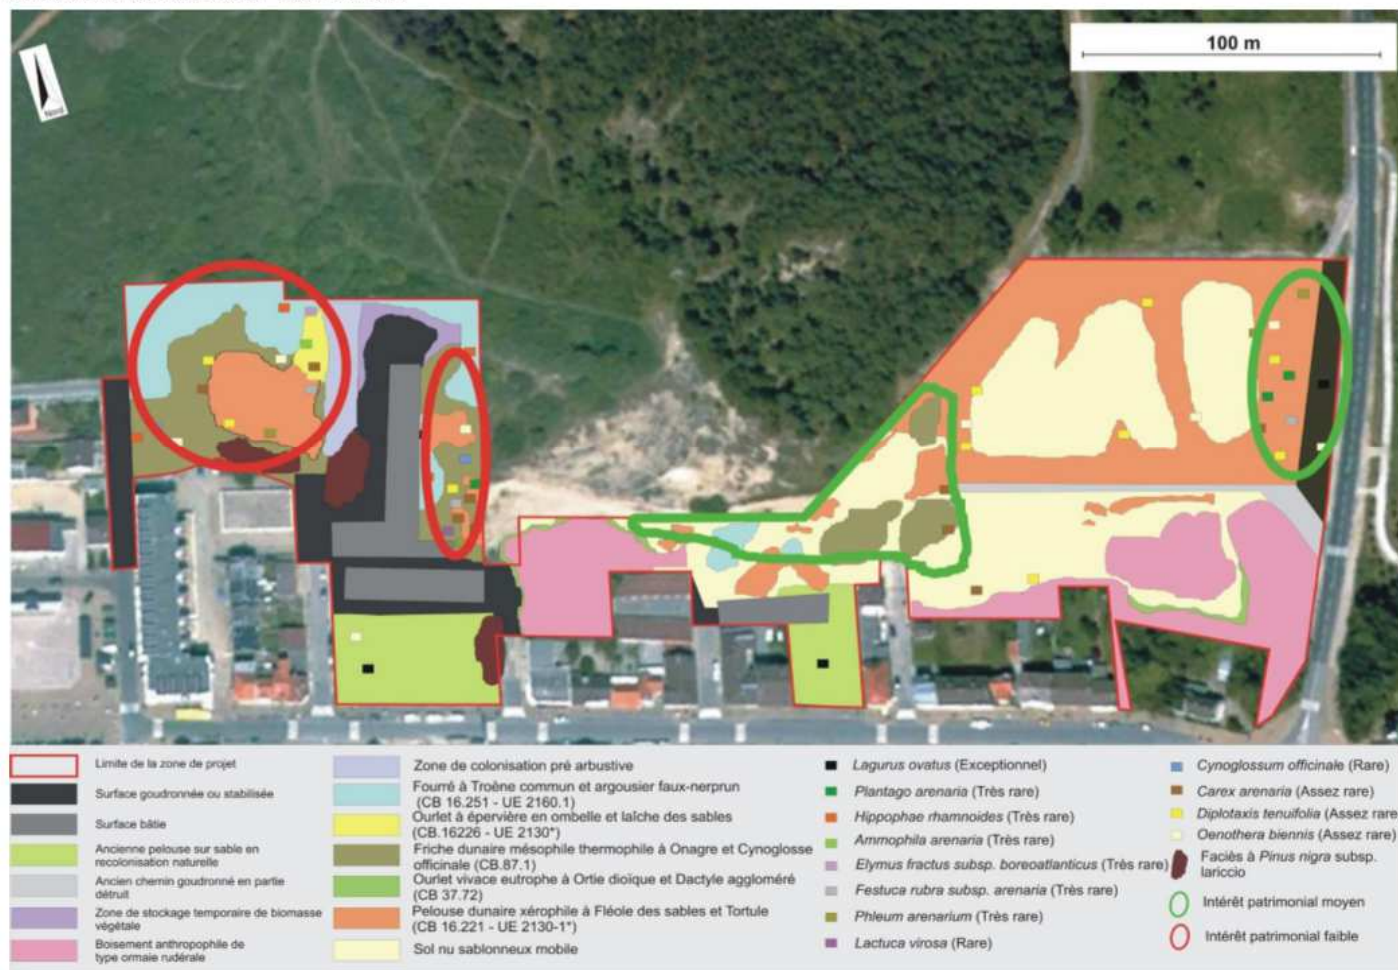 100 m
Nord
Limite de la zone de projet
Surface goudronnée ou stabilisée
Surface bâtie
Ancienne pelouse sur sable en
recolonisation naturelle
Ancien chemin goudronné en partie
détruit
Zone de stockage temporaire de biomasse
végétale
Boisement anthropophile de
type ormaie rudérale
Zone de colonisation pré arbustive
Fourré à Troène commun et argousier faux-nerprun
(CB 16.251 - UE 2160.1)
Ourlet à épervière en ombelle et laîche des sables
(CB.16226 - UE 2130*)
Friche dunaire mésophile thermophile à Onagre et Cynoglosse
officinale (CB.87.1)
Ourlet vivace eutrophe à Ortie dioïque et Dactyle aggloméré
(CB 37.72)
Pelouse dunaire xérophile à Fléole des sables et Tortule
(CB 16.221 - UE 2130-1*)
Sol nu sablonneux mobile
Lagurus ovatus (Exceptionnel)
Plantago arenaria (Très rare)
Hippophae rhamnoides (Très rare)
Ammophila arenaria (Très rare)
Elymus fractus subsp. boreoatlanticus (Très rare)
Festuca rubra subsp. arenaria (Très rare)
Phleum arenarium (Très rare)
Lactuca virosa (Rare)
Cynoglossum officinale (Rare)
Carex arenaria (Assez rare)
Diplotaxis tenuifolia (Assez rare
Oenothera biennis (Assez rare)
Faciès à Pinus nigra subsp.
lariccio
Intérêt patrimonial moyen
Intérêt patrimonial faible